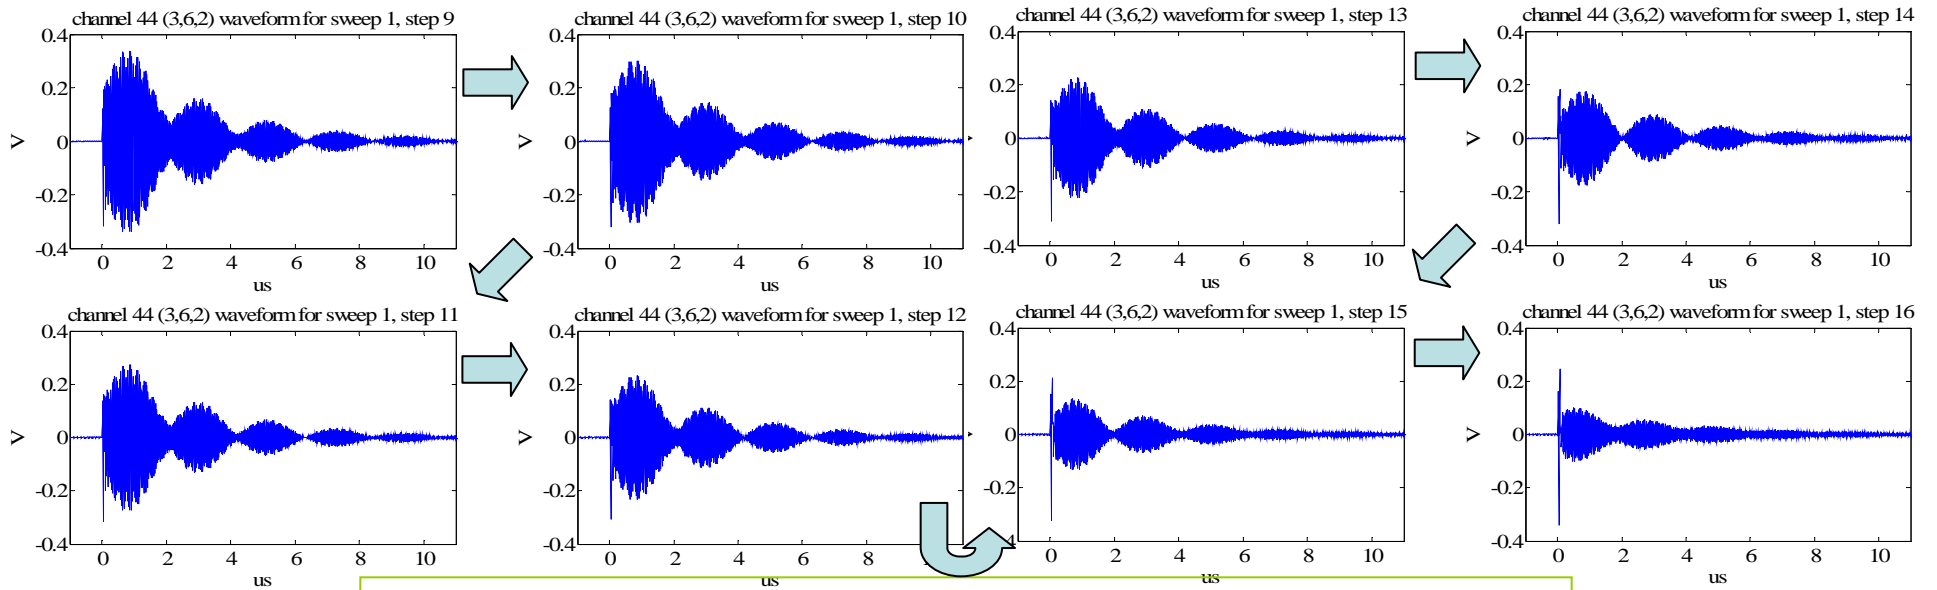 channel 44 (3,6,2) waveform for sweep 1, step 9
0.4
0.2
0
-0.2
-0.4
V
0 2 4 6 8 10
us
channel 44 (3,6,2) waveform for sweep 1, step 10
0.4
0.2
0
-0.2
-0.4
V
0 2 4 6 8 10
us
channel 44 (3,6,2) waveform for sweep 1, step 13
0.4
0.2
0
-0.2
-0.4
0 2 4 6 8 10
us
channel 44 (3,6,2) waveform for sweep 1, step 14
0.4
0.2
0
-0.2
-0.4
V
0 2 4 6 8 10
us
channel 44 (3,6,2) waveform for sweep 1, step 11
0.4
0.2
0
-0.2
-0.4
V
0 2 4 6 8 10
us
channel 44 (3,6,2) waveform for sweep 1, step 12
0.4
0.2
0
-0.2
-0.4
V
0 2 4 6 8
us
channel 44 (3,6,2) waveform for sweep 1, step 15
0.4
0.2
0
-0.2
-0.4
0 2 4 6 8 10
us
channel 44 (3,6,2) waveform for sweep 1, step 16
0.4
0.2
0
-0.2
-0.4
V
0 2 4 6 8 10
us